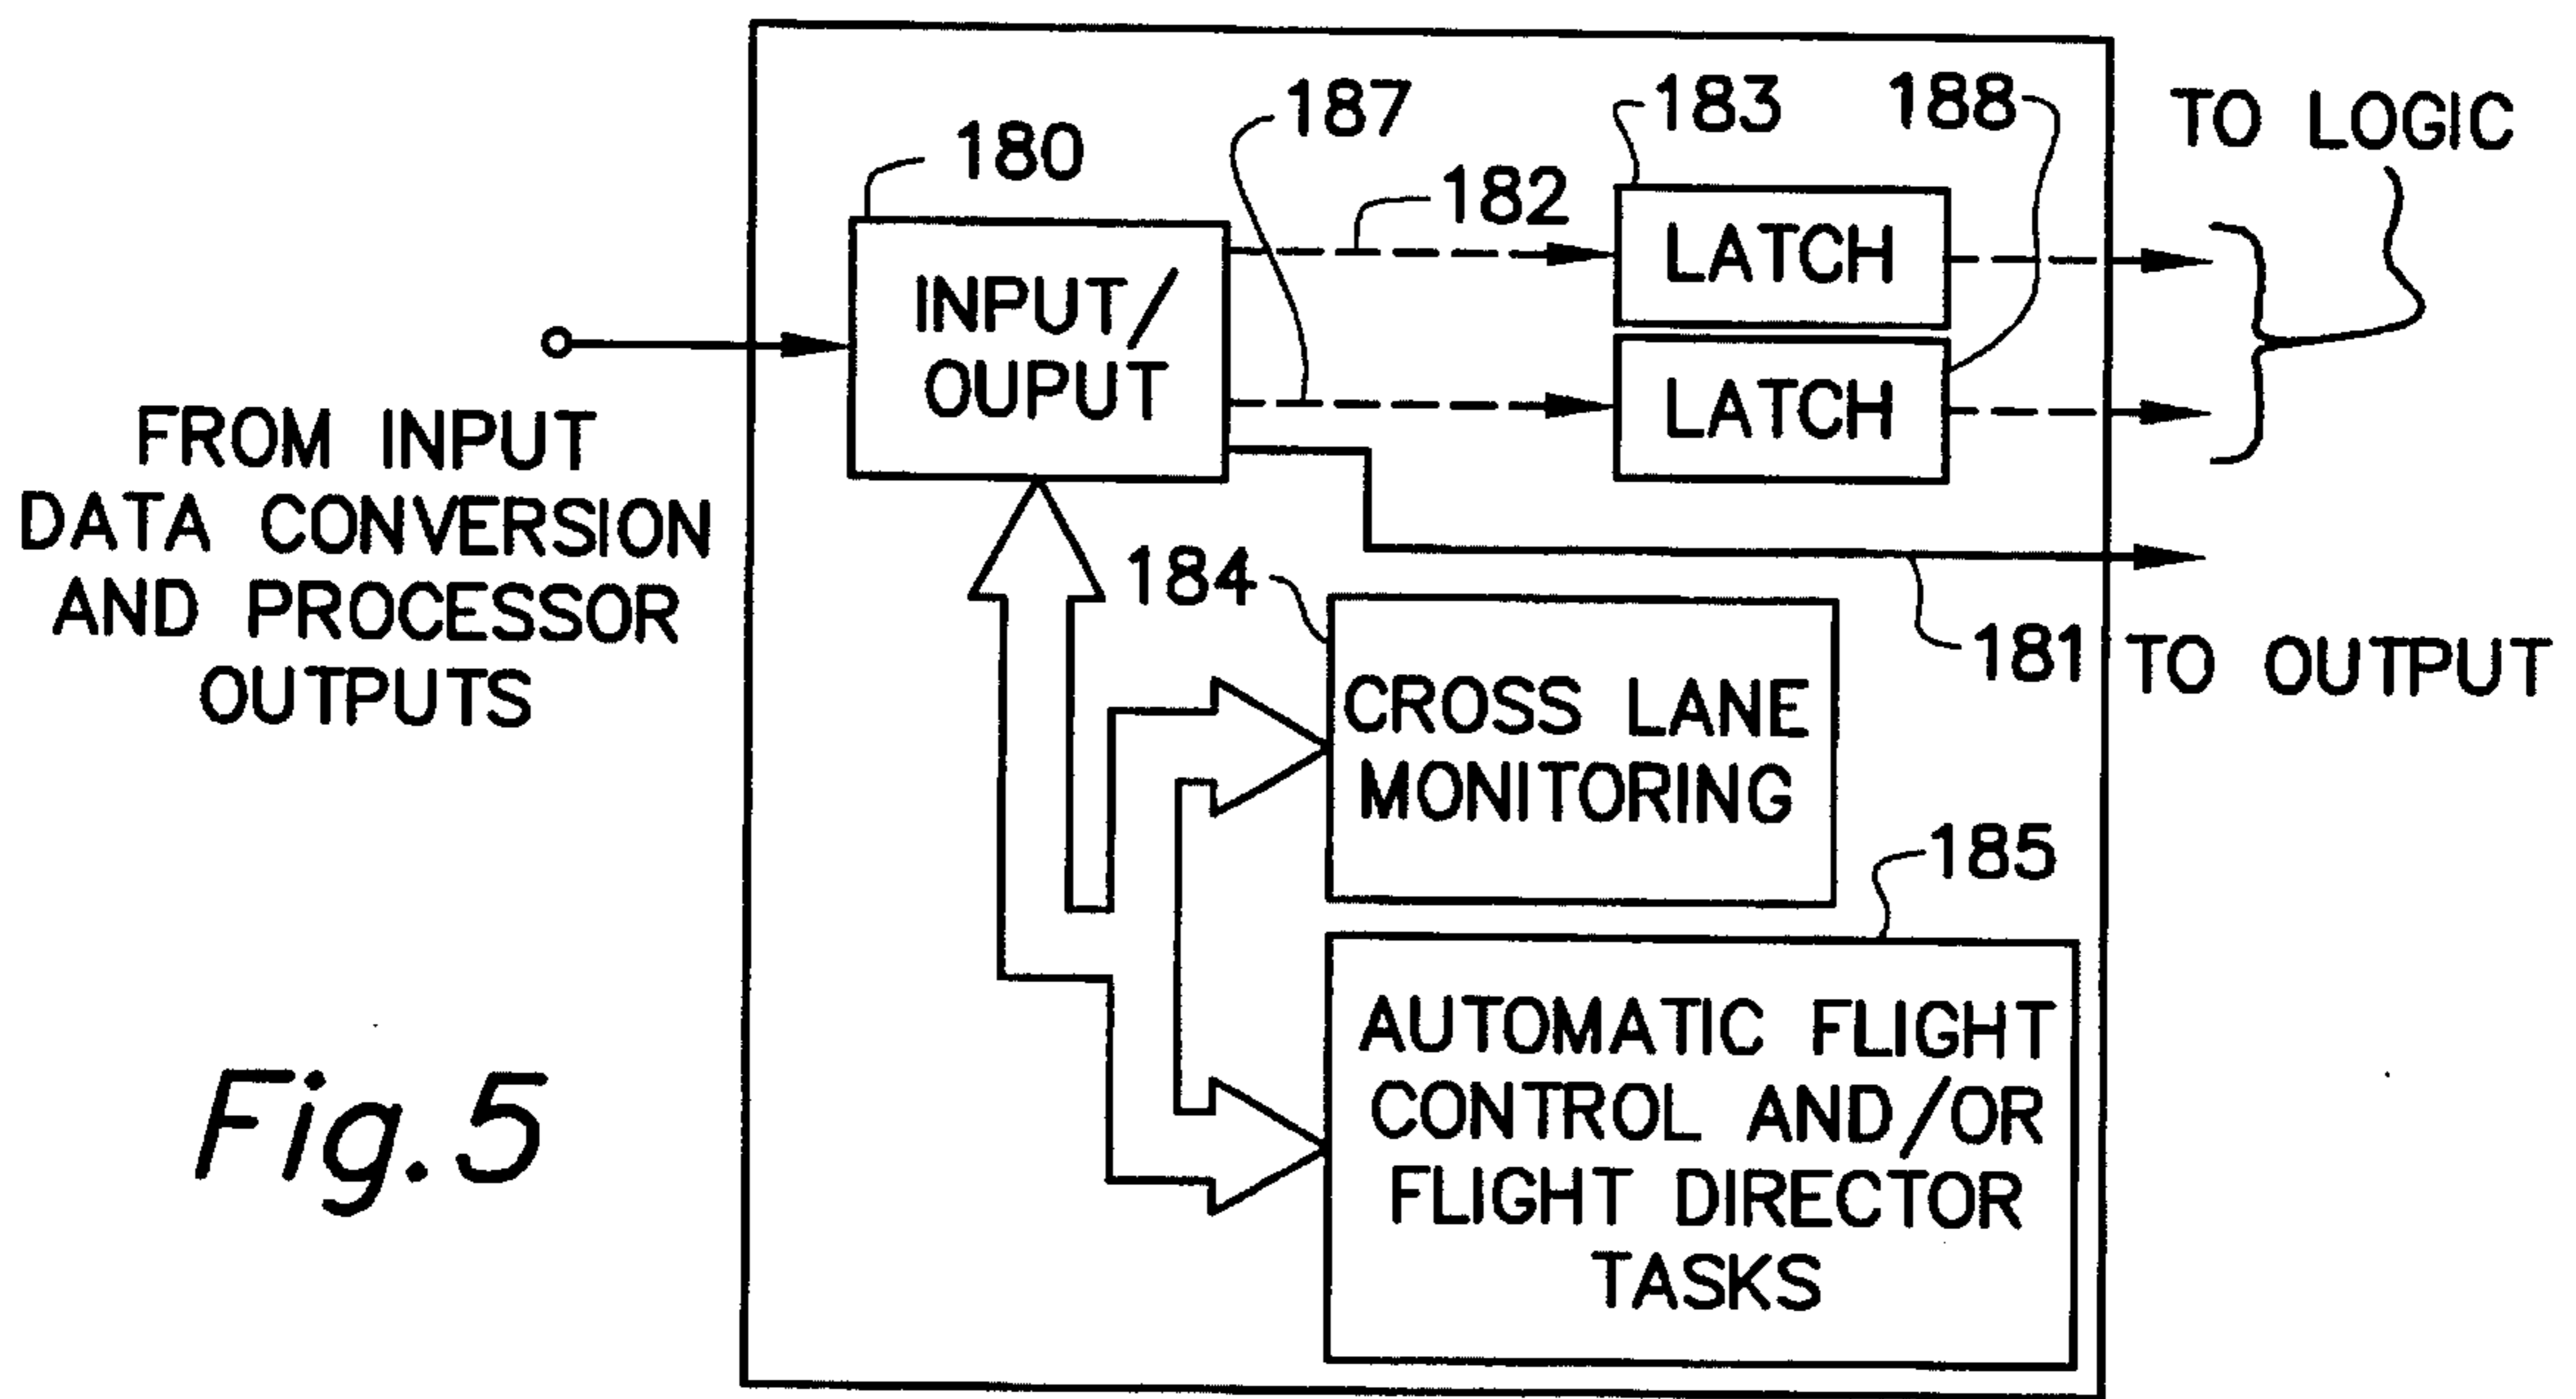 187
183
188
TO LOGIC
180
182
LATCH
INPUT/
OUPUT
LATCH
FROM INPUT
DATA CONVERSION
AND PROCESSOR
OUTPUTS
184
181
TO OUTPUT
CROSS LANE
MONITORING
185
AUTOMATIC FLIGHT
CONTROL AND/OR
FLIGHT DIRECTOR
TASKS
Fig.5